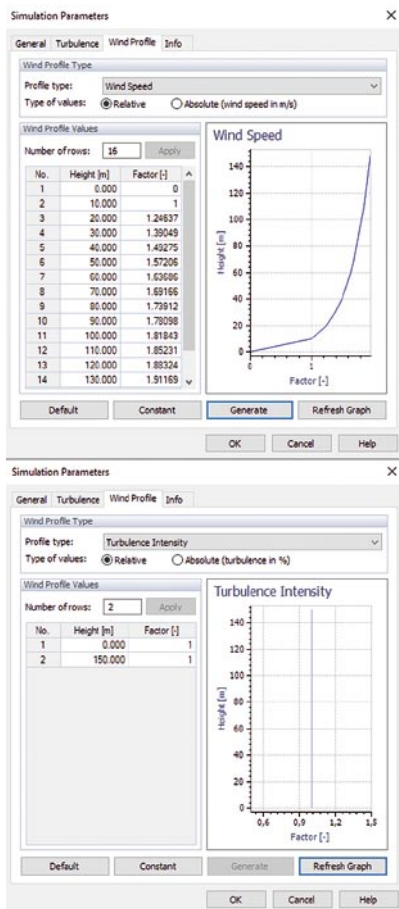 Simulation Parameters
General Turbulence Wind Profile Info
Wind Profile Type
Profile type: Wind Speed
Type of values: Relative Absolute (wind speed in m/s)
Wind Profile Values
Number of rows: 16 Apply
No. Height [m] Factor [-]
1 0.000 0
2 10.000 1
3 20.000 1.24637
4 30.000 1.39049
5 40.000 1.49275
6 50.000 1.57206
7 60.000 1.63686
8 70.000 1.69166
9 80.000 1.73912
10 90.000 1.78098
11 100.000 1.81843
12 110.000 1.85231
13 120.000 1.88324
14 130.000 1.91169
Wind Speed
Height [m]
140
120
100
80
60
40
20
0
0 1
Factor [-]
Default Constant Generate Refresh Graph
OK Cancel Help
Simulation Parameters
General Turbulence Wind Profile Info
Wind Profile Type
Profile type: Turbulence Intensity
Type of values: Relative Absolute (turbulence in %)
Wind Profile Values
Number of rows: 2 Apply
No. Height [m] Factor [-]
1 0.000 1
2 150.000 1
Turbulence Intensity
Height [m]
140
120
100
80
60
40
20
0
0,6 0,9 1,2 1,5
Factor [-]
Default Constant Generate Refresh Graph
OK Cancel Help